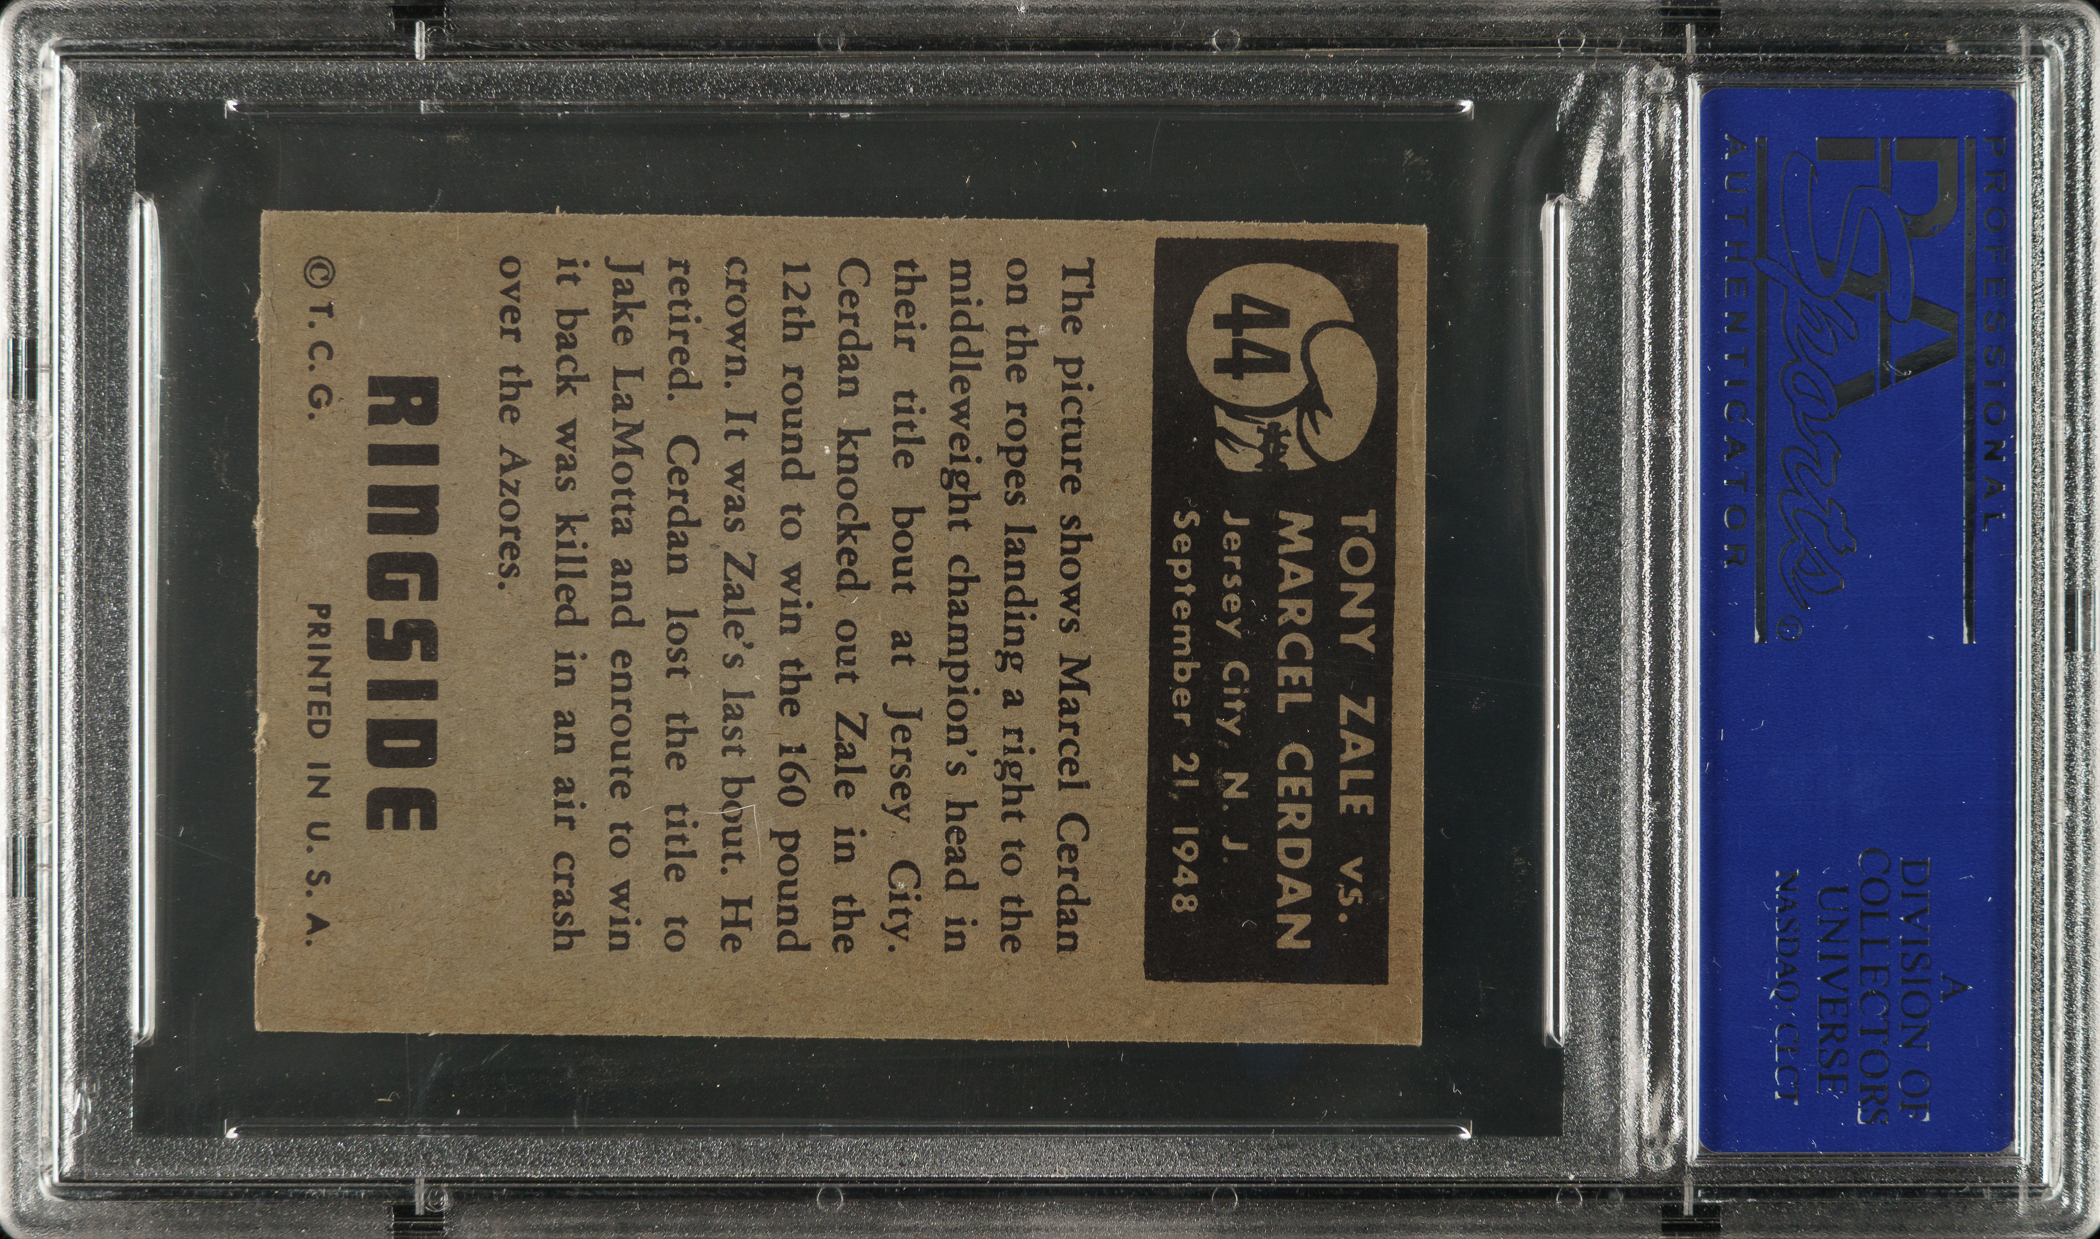 PROFESSIONAL
PSA
Sports
AUTHENTICATOR
A
DIVISION OF
COLLECTORS
UNIVERSE
NASDAQ: CLCT
44
TONY ZALE vs.
MARCEL CERDAN
Jersey City, N. J.
September 21, 1948
The picture shows Marcel Cerdan
on the ropes landing a right to the
middleweight champion's head in
their title bout at Jersey City.
Cerdan knocked out Zale in the
12th round to win the 160 pound
crown. It was Zale's last bout. He
retired. Cerdan lost the title to
Jake LaMotta and enroute to win
it back was killed in an air crash
over the Azores.
RINGSIDE
© T. C. G. PRINTED IN U. S. A.